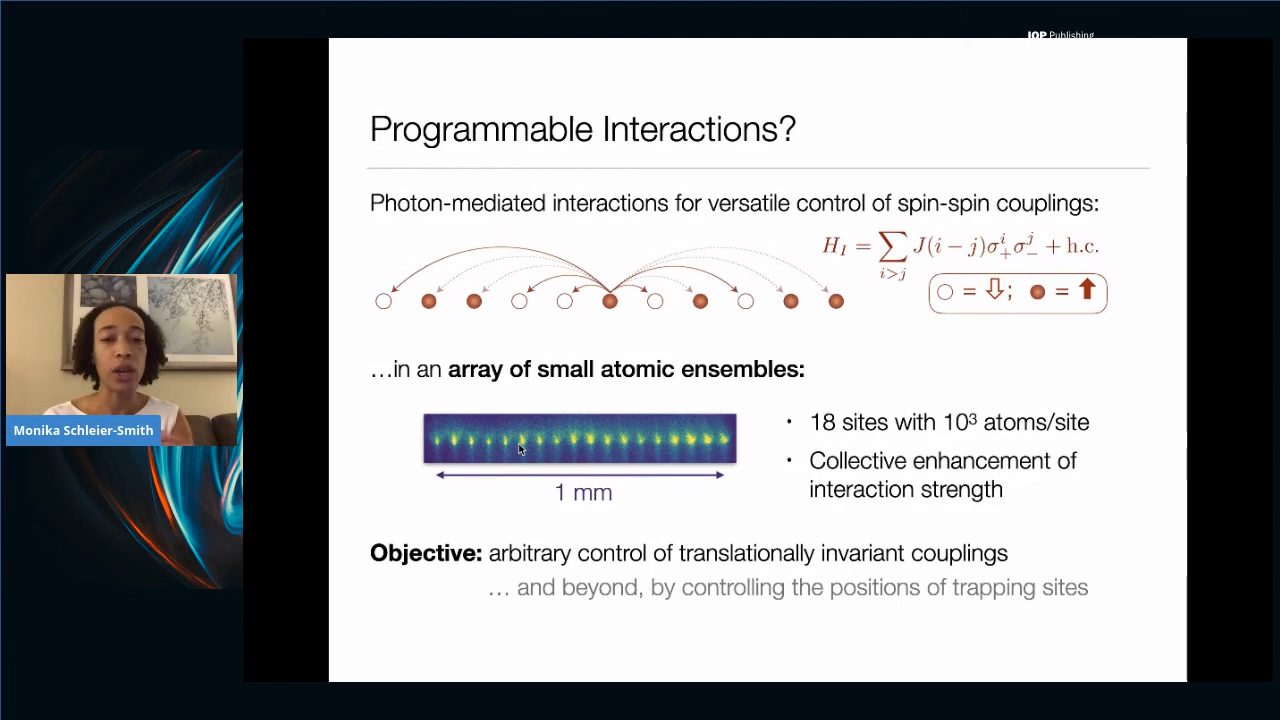 IOP Publishing
Programmable Interactions?
Photon-mediated interactions for versatile control of spin-spin couplings:
H_I = ∑_{i>j} J(i − j)σ_+^i σ_−^j + h.c.
○ = ⇩; ● = ⬆
...in an array of small atomic ensembles:
· 18 sites with 10³ atoms/site
· Collective enhancement of
interaction strength
1 mm
Monika Schleier-Smith
Objective: arbitrary control of translationally invariant couplings
... and beyond, by controlling the positions of trapping sites